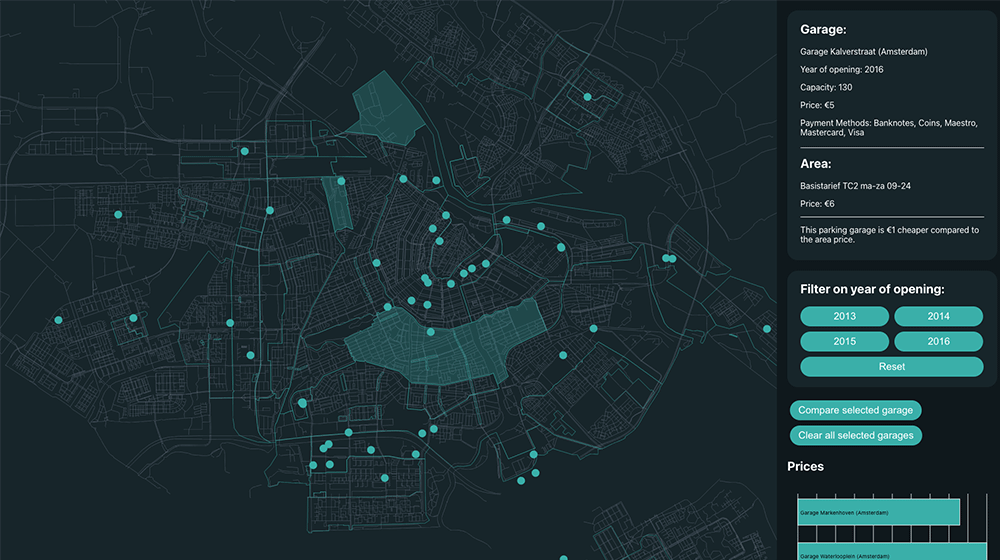 Garage:
Garage Kalverstraat (Amsterdam)
Year of opening: 2016
Capacity: 130
Price: €5
Payment Methods: Banknotes, Coins, Maestro,
Mastercard, Visa
Area:
Basistarief TC2 ma-za 09-24
Price: €6
This parking garage is €1 cheaper compared to
the area price.
Filter on year of opening:
2013
2014
2015
2016
Reset
Compare selected garage
Clear all selected garages
Prices
Garage Markenhoven (Amsterdam)
Garage Waterlooplein (Amsterdam)